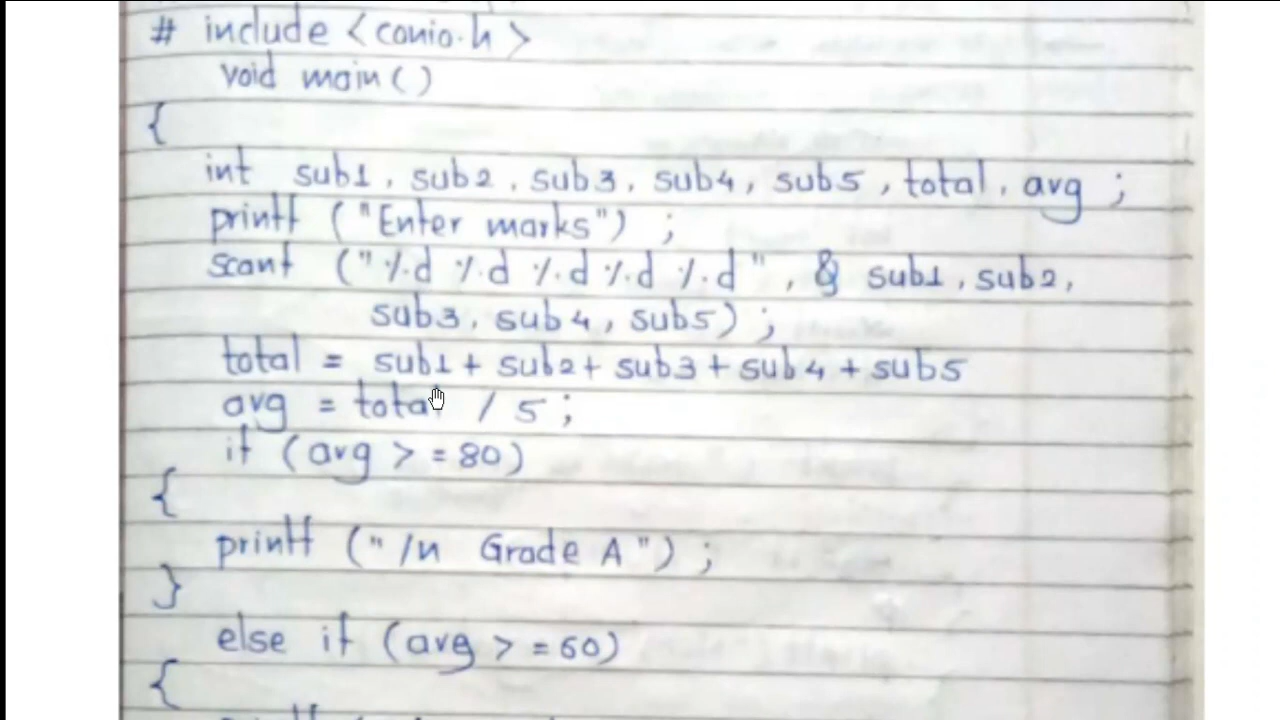 # include <conio.h>
void main()
{
int sub1, sub2, sub3, sub4, sub5, total, avg ;
printf ("Enter marks") ;
scanf ("%d %d %d %d %d", & sub1, sub2,
sub3, sub4, sub5) ;
total = sub1 + sub2 + sub3 + sub4 + sub5
avg = total / 5 ;
if (avg > = 80)
{
printf ("/n Grade A") ;
}
else if (avg > = 60)
{